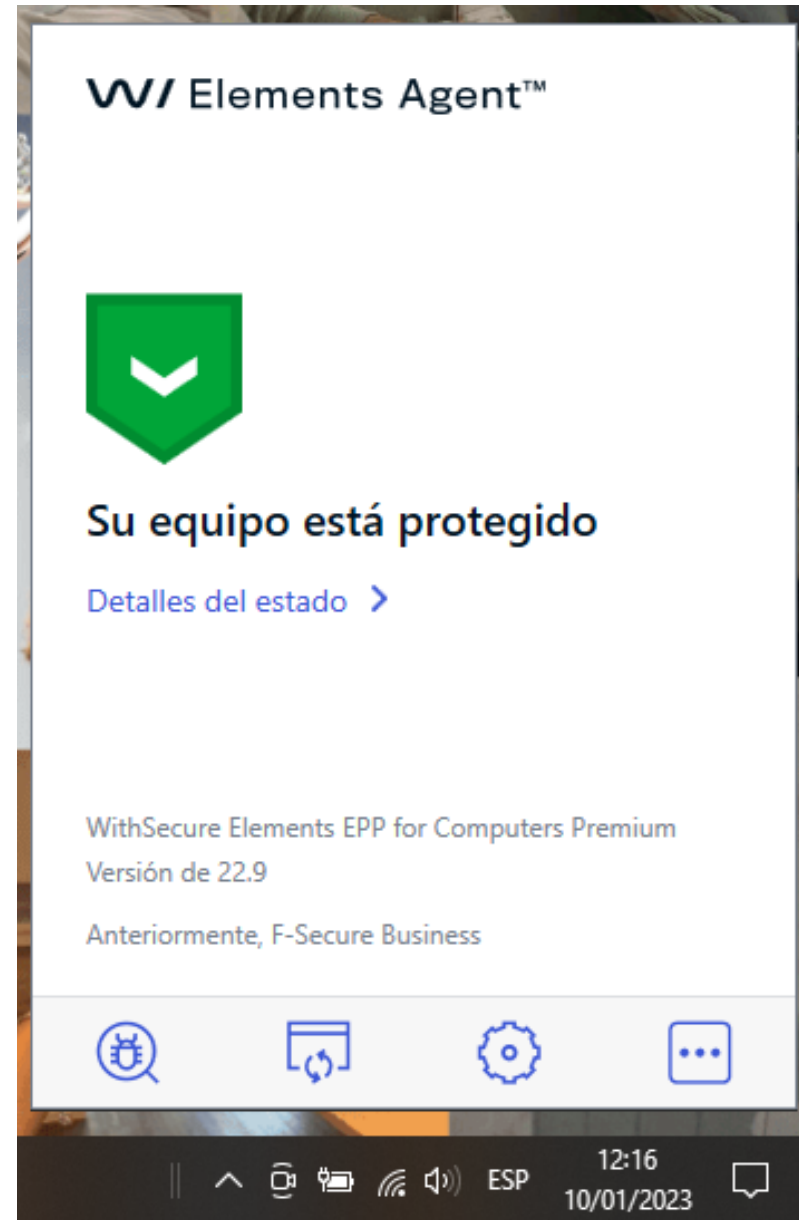 W/ Elements Agent™
Su equipo está protegido
Detalles del estado
WithSecure Elements EPP for Computers Premium
Versión de 22.9
Anteriormente, F-Secure Business
ESP
12:16
10/01/2023